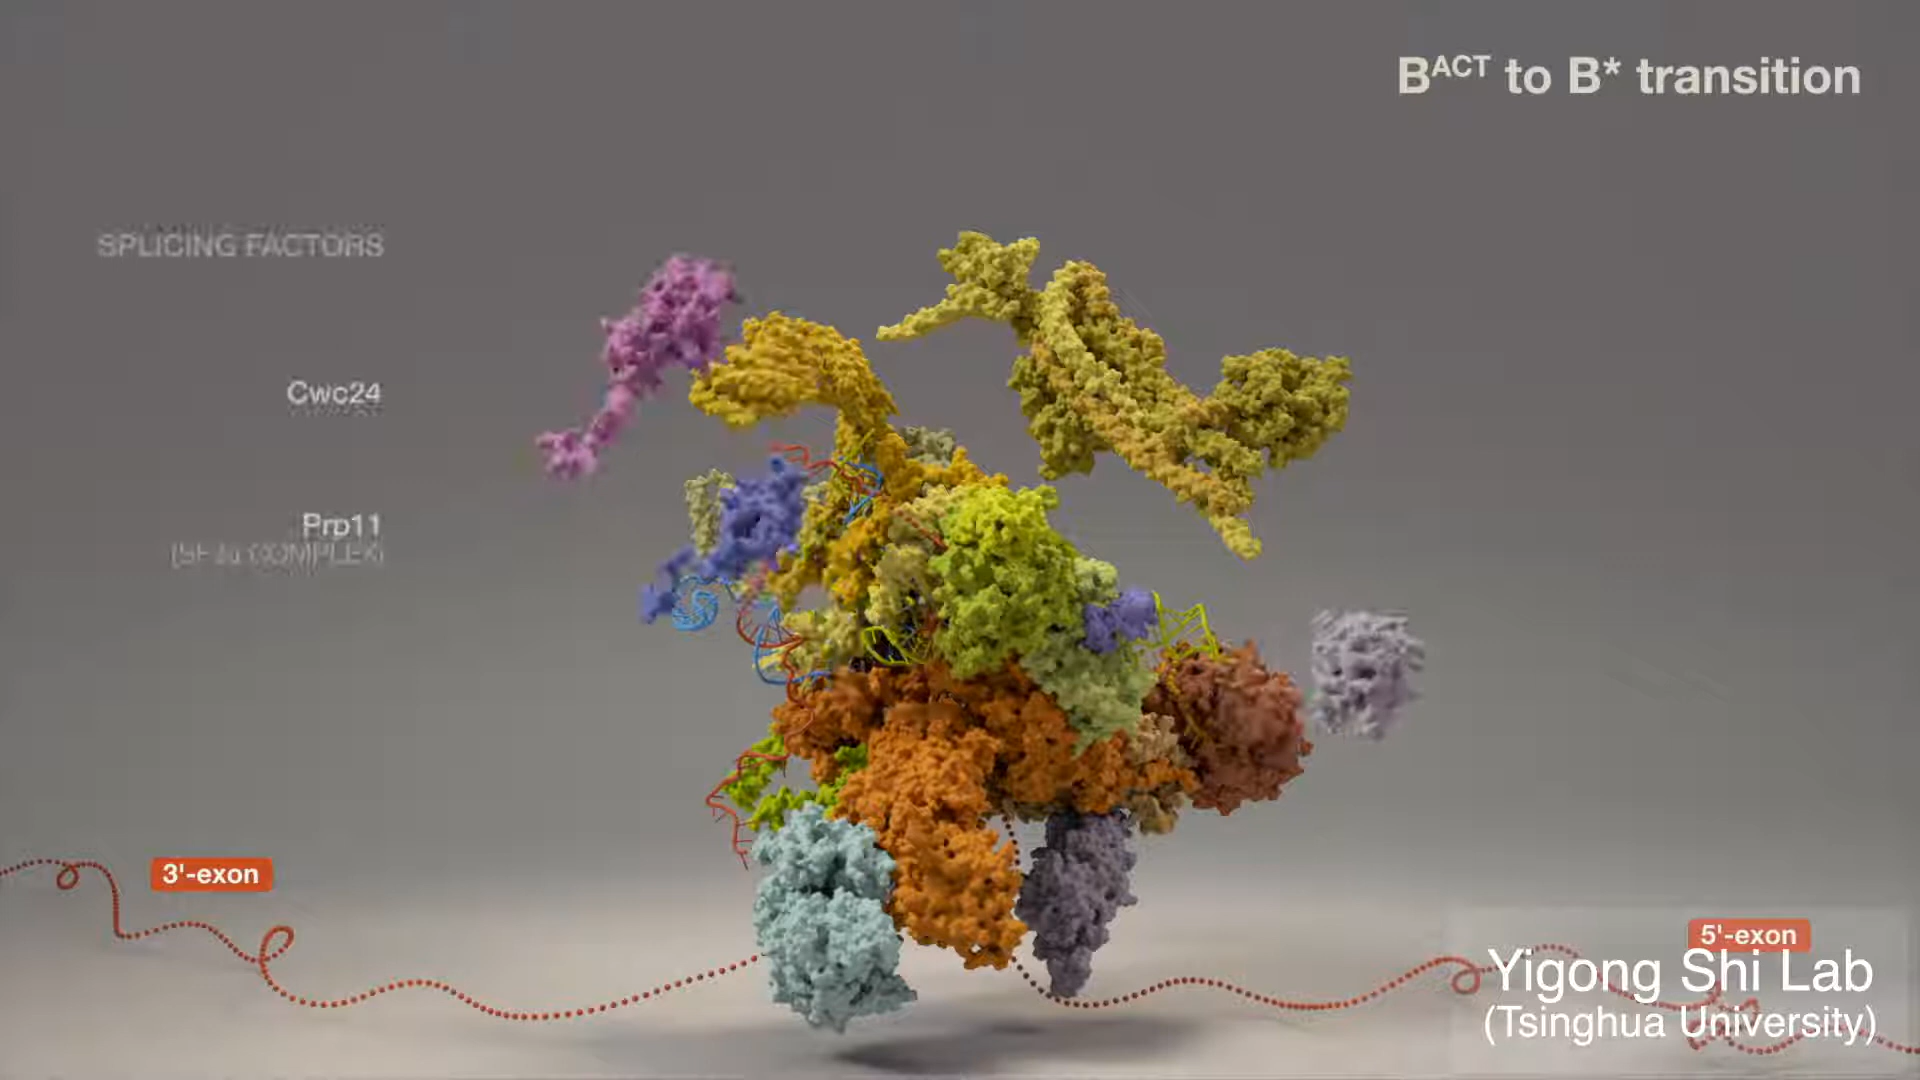 Bᴬᶜᵀ to B* transition
SPLICING FACTORS
Cwc24
Prp11
3'-exon
5'-exon
Yigong Shi Lab
(Tsinghua University)